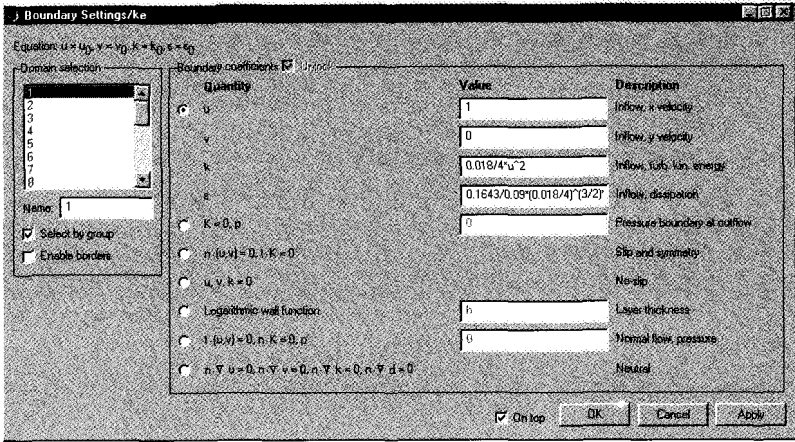 Boundary Settings/ke
Equation: u = u0, v = v0, k = k0, ε = ε0
Domain selection
1
2
3
4
5
6
7
8
Name: 1
Select by group
Enable borders
Boundary coefficients Unlock
Quantity Value Description
u 1 Inflow, x velocity
v 0 Inflow, y velocity
k 0.018/4*u^2 Inflow, turb. kin. energy
ε 0.1643/0.09*(0.018/4)^(3/2)* Inflow, dissipation
K = 0, p 0 Pressure boundary at outflow
n·(u,v) = 0, t·K = 0 Slip and symmetry
u, v, k = 0 No-slip
Logarithmic wall function h Layer thickness
t·(u,v) = 0, n·K = 0, p 0 Normal flow, pressure
n·∇ u = 0, n·∇ v = 0, n·∇ k = 0, n·∇ d = 0 Neutral
On top OK Cancel Apply